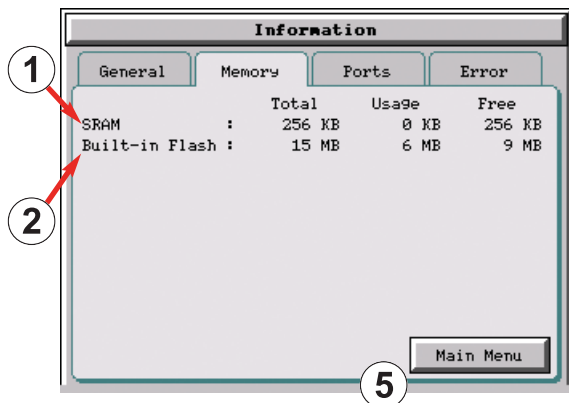 Information
General Memory Ports Error
Total Usage Free
1 SRAM : 256 KB 0 KB 256 KB
2 Built-in Flash : 15 MB 6 MB 9 MB
Main Menu
5